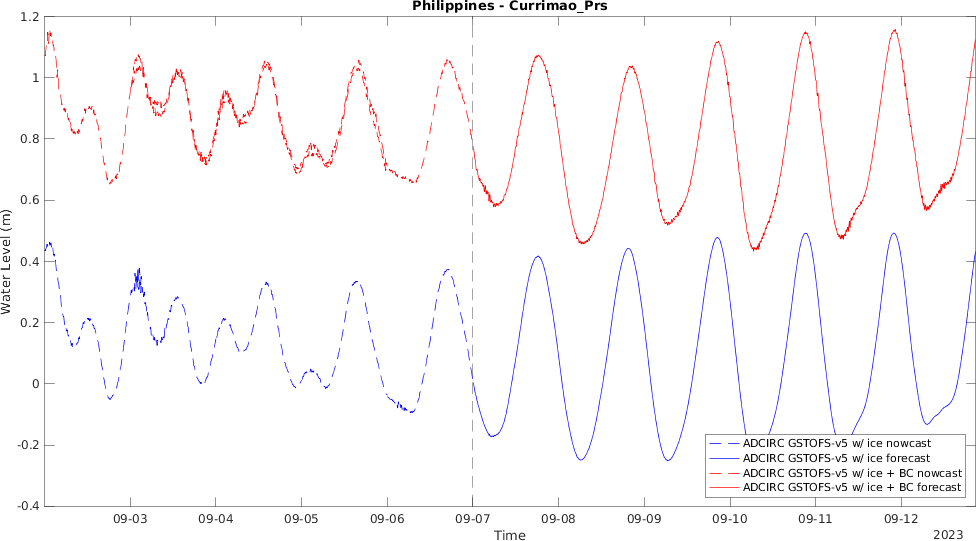 Philippines - Currimao_Prs
1.2
1
0.8
0.6
0.4
0.2
0
-0.2
-0.4
Water Level (m)
ADCIRC GSTOFS-v5 w/ ice nowcast
ADCIRC GSTOFS-v5 w/ ice forecast
ADCIRC GSTOFS-v5 w/ ice + BC nowcast
ADCIRC GSTOFS-v5 w/ ice + BC forecast
09-03 09-04 09-05 09-06 09-07 09-08 09-09 09-10 09-11 09-12
Time
2023